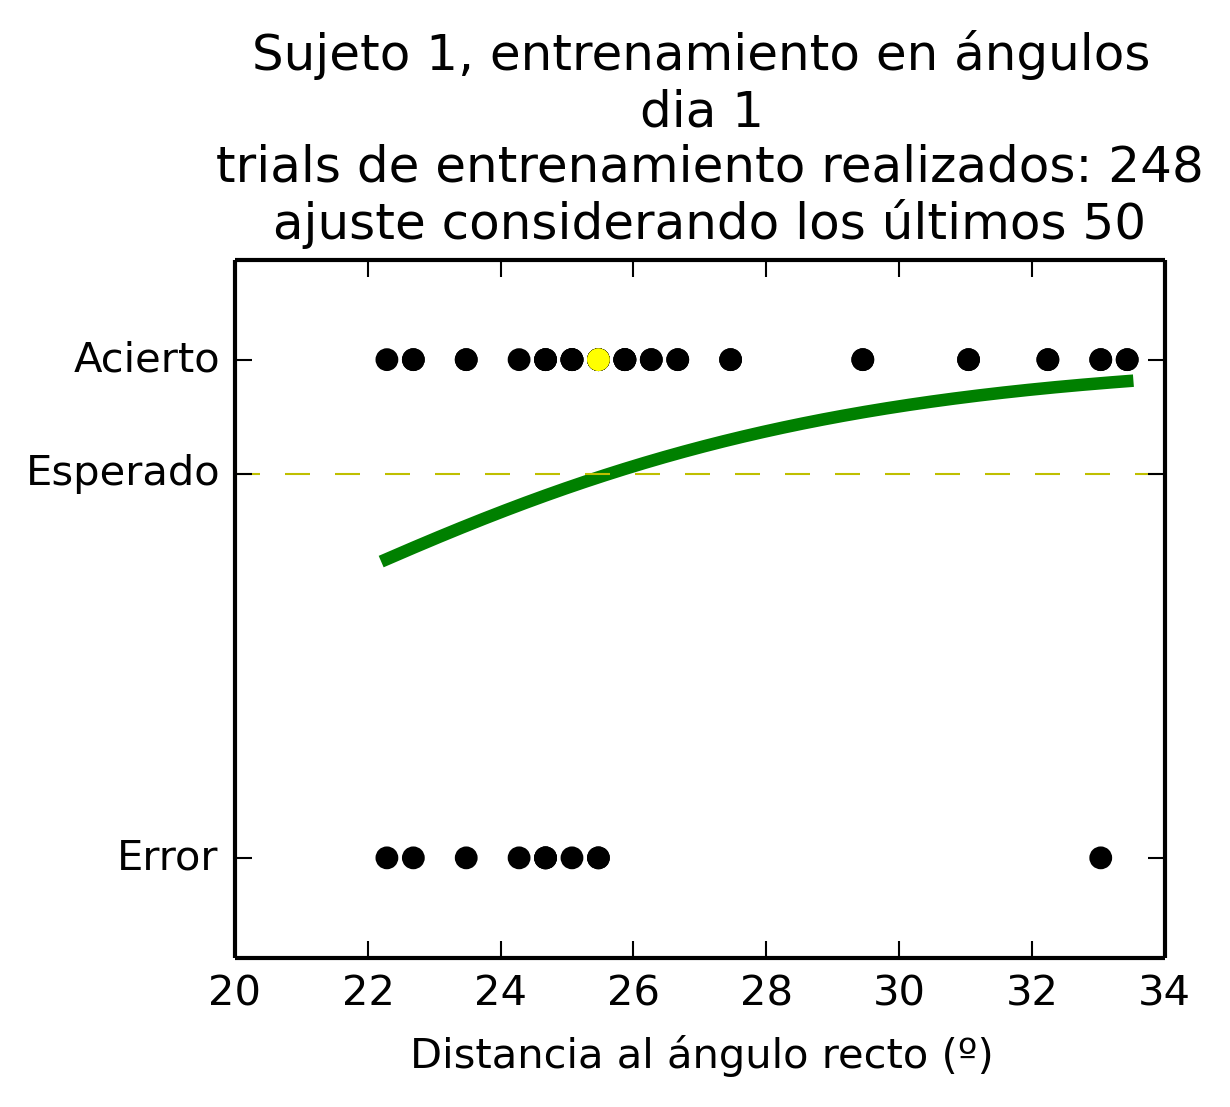 Sujeto 1, entrenamiento en ángulos
dia 1
trials de entrenamiento realizados: 248
ajuste considerando los últimos 50
Acierto
Esperado
Error
20 22 24 26 28 30 32 34
Distancia al ángulo recto (º)